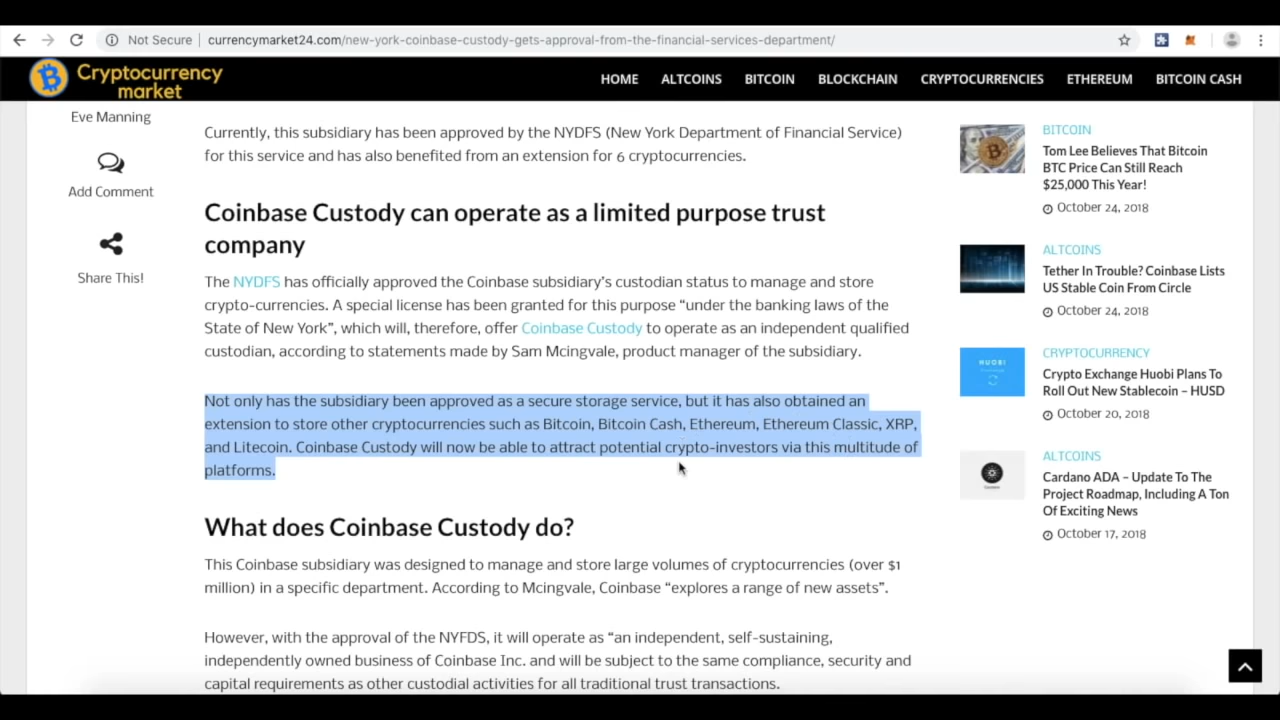 Not Secure
currencymarket24.com/new-york-coinbase-custody-gets-approval-from-the-financial-services-department/
Cryptocurrency
market
HOME
ALTCOINS
BITCOIN
BLOCKCHAIN
CRYPTOCURRENCIES
ETHEREUM
BITCOIN CASH
Eve Manning
Add Comment
Share This!
Currently, this subsidiary has been approved by the NYDFS (New York Department of Financial Service)
for this service and has also benefited from an extension for 6 cryptocurrencies.
Coinbase Custody can operate as a limited purpose trust
company
The NYDFS has officially approved the Coinbase subsidiary's custodian status to manage and store
crypto-currencies. A special license has been granted for this purpose “under the banking laws of the
State of New York”, which will, therefore, offer Coinbase Custody to operate as an independent qualified
custodian, according to statements made by Sam Mcingvale, product manager of the subsidiary.
Not only has the subsidiary been approved as a secure storage service, but it has also obtained an
extension to store other cryptocurrencies such as Bitcoin, Bitcoin Cash, Ethereum, Ethereum Classic, XRP,
and Litecoin. Coinbase Custody will now be able to attract potential crypto-investors via this multitude of
platforms.
What does Coinbase Custody do?
This Coinbase subsidiary was designed to manage and store large volumes of cryptocurrencies (over $1
million) in a specific department. According to Mcingvale, Coinbase “explores a range of new assets”.
However, with the approval of the NYFDS, it will operate as “an independent, self-sustaining,
independently owned business of Coinbase Inc. and will be subject to the same compliance, security and
capital requirements as other custodial activities for all traditional trust transactions.
BITCOIN
Tom Lee Believes That Bitcoin
BTC Price Can Still Reach
$25,000 This Year!
October 24, 2018
ALTCOINS
Tether In Trouble? Coinbase Lists
US Stable Coin From Circle
October 24, 2018
HUOBI
CRYPTOCURRENCY
Crypto Exchange Huobi Plans To
Roll Out New Stablecoin – HUSD
October 20, 2018
ALTCOINS
Cardano ADA – Update To The
Project Roadmap, Including A Ton
Of Exciting News
October 17, 2018